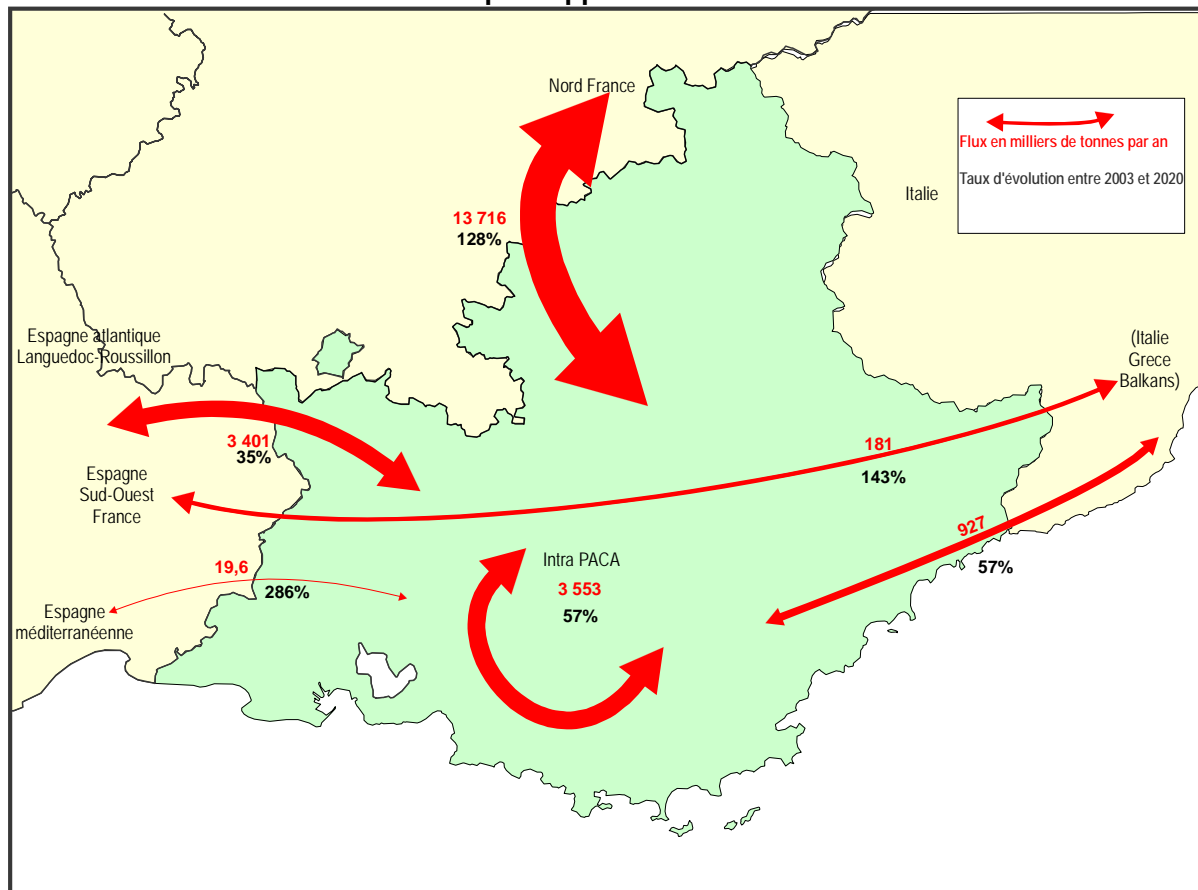 Nord France
Flux en milliers de tonnes par an
Taux d'évolution entre 2003 et 2020
Italie
13 716
128%
Espagne atlantique
Languedoc-Roussillon
(Italie
Grece
Balkans)
3 401
35%
181
143%
Espagne
Sud-Ouest
France
927
57%
Intra PACA
3 553
57%
19,6
286%
Espagne
méditerranéenne